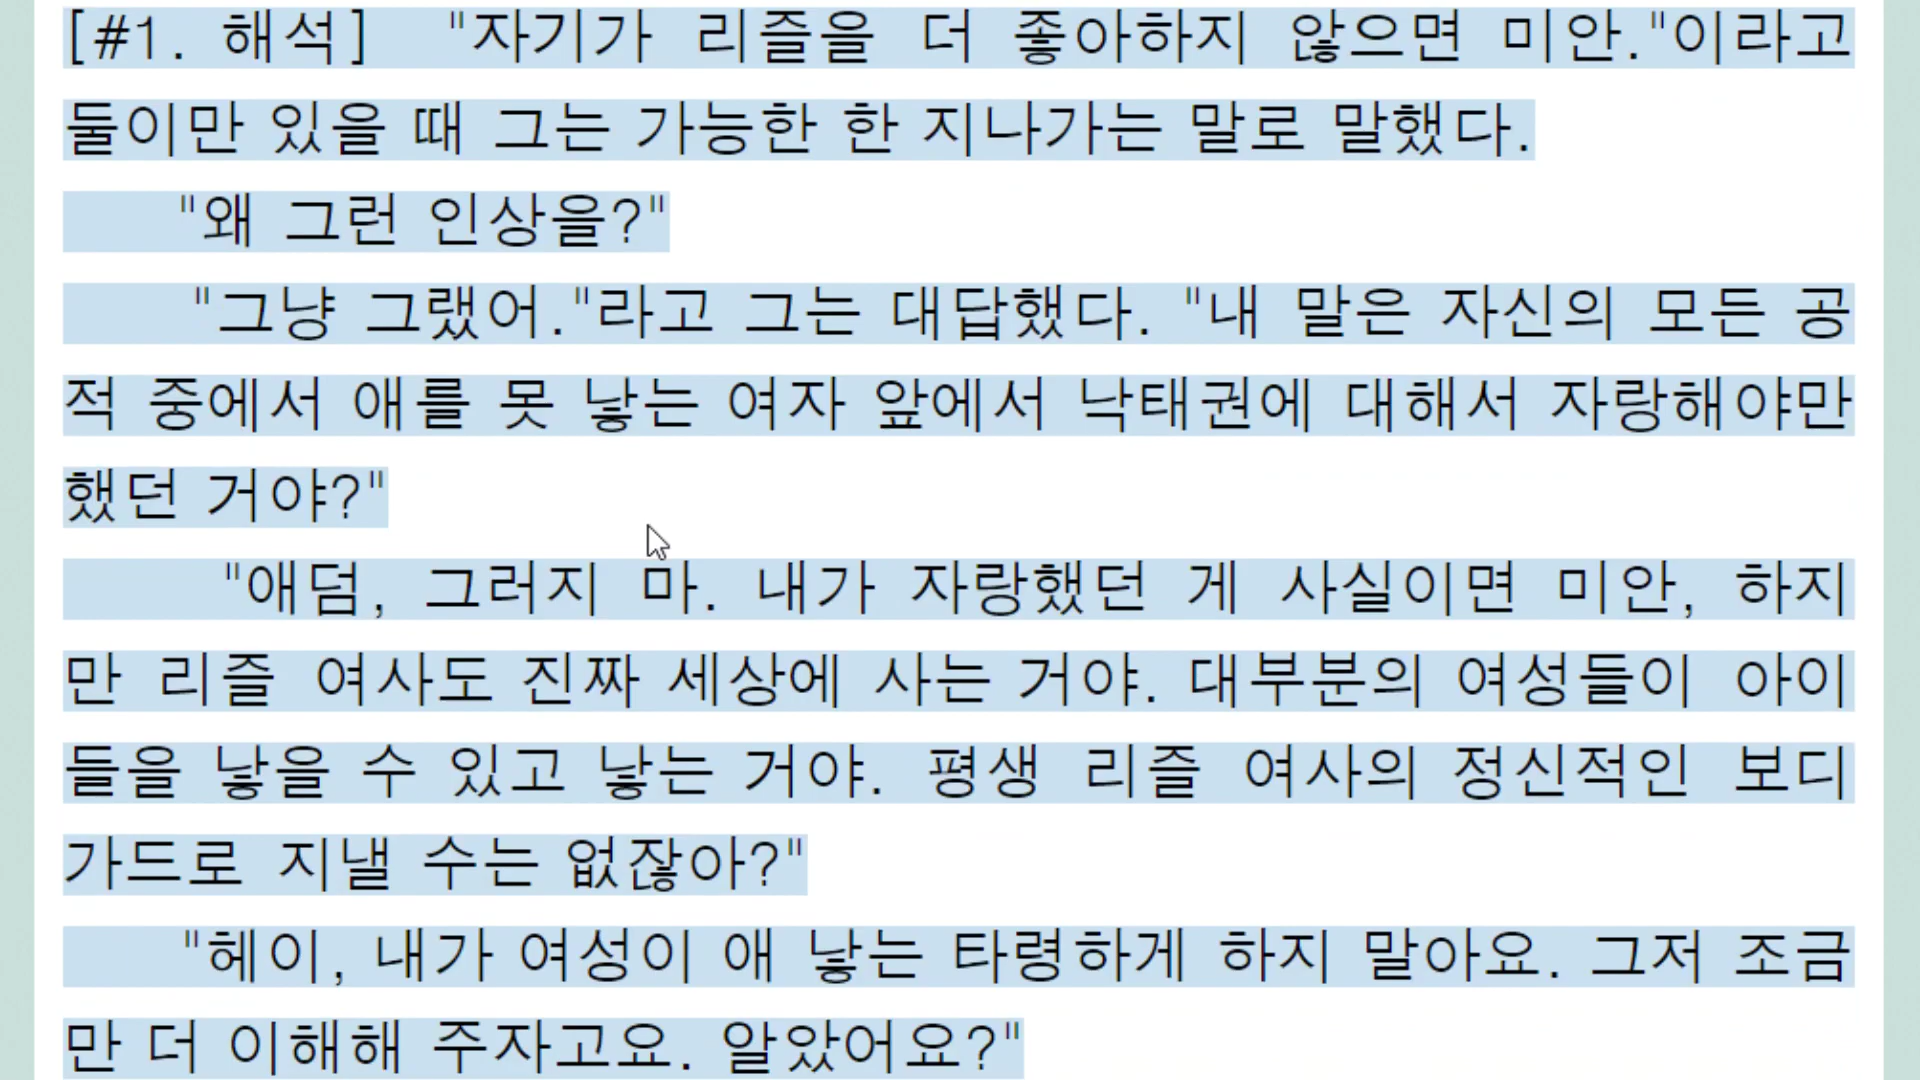 [#1. 해석] "자기가 리즐을 더 좋아하지 않으면 미안."이라고
둘이만 있을 때 그는 가능한 한 지나가는 말로 말했다.
"왜 그런 인상을?"
"그냥 그랬어."라고 그는 대답했다. "내 말은 자신의 모든 공
적 중에서 애를 못 낳는 여자 앞에서 낙태권에 대해서 자랑해야만
했던 거야?"
"애덤, 그러지 마. 내가 자랑했던 게 사실이면 미안, 하지
만 리즐 여사도 진짜 세상에 사는 거야. 대부분의 여성들이 아이
들을 낳을 수 있고 낳는 거야. 평생 리즐 여사의 정신적인 보디
가드로 지낼 수는 없잖아?"
"헤이, 내가 여성이 애 낳는 타령하게 하지 말아요. 그저 조금
만 더 이해해 주자고요. 알았어요?"